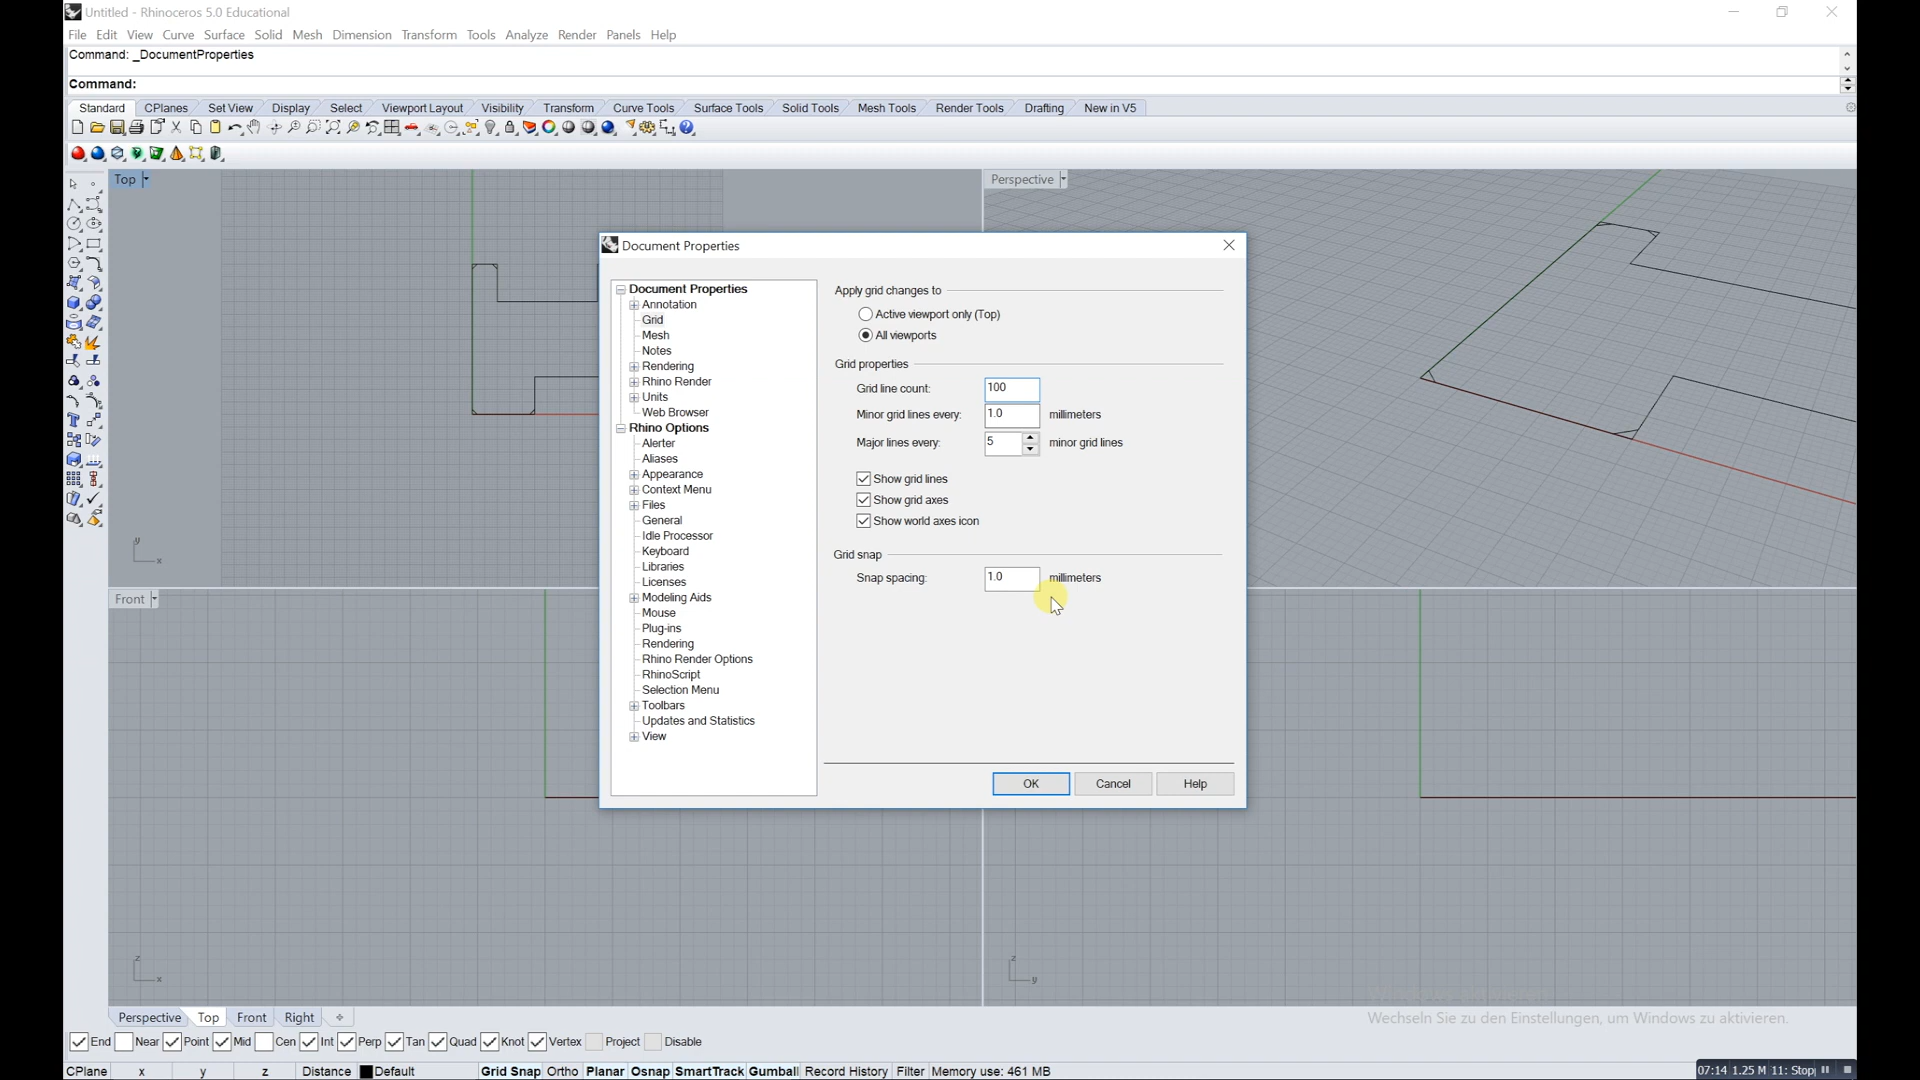 Untitled - Rhinoceros 5.0 Educational
File Edit View Curve Surface Solid Mesh Dimension Transform Tools Analyze Render Panels Help
Command: _DocumentProperties
Command:
Standard CPlanes Set View Display Select Viewport Layout Visibility Transform Curve Tools Surface Tools Solid Tools Mesh Tools Render Tools Drafting New in V5
Top
Perspective
Document Properties
Document Properties
Annotation
Grid
Mesh
Notes
Rendering
Rhino Render
Units
Web Browser
Rhino Options
Alerter
Aliases
Appearance
Context Menu
Files
General
Idle Processor
Keyboard
Libraries
Licenses
Modeling Aids
Mouse
Plug-ins
Rendering
Rhino Render Options
RhinoScript
Selection Menu
Toolbars
Updates and Statistics
View
Apply grid changes to
Active viewport only (Top)
All viewports
Grid properties
Grid line count: 100
Minor grid lines every: 1.0 millimeters
Major lines every: 5 minor grid lines
Show grid lines
Show grid axes
Show world axes icon
Grid snap
Snap spacing: 1.0 millimeters
OK Cancel Help
y
x
Front
z
x
z
y
Perspective Top Front Right
Wechseln Sie zu den Einstellungen, um Windows zu aktivieren.
End Near Point Mid Cen Int Perp Tan Quad Knot Vertex Project Disable
CPlane x y z Distance Default Grid Snap Ortho Planar Osnap SmartTrack Gumball Record History Filter Memory use: 461 MB
07:14 1.25 M 11: Stop